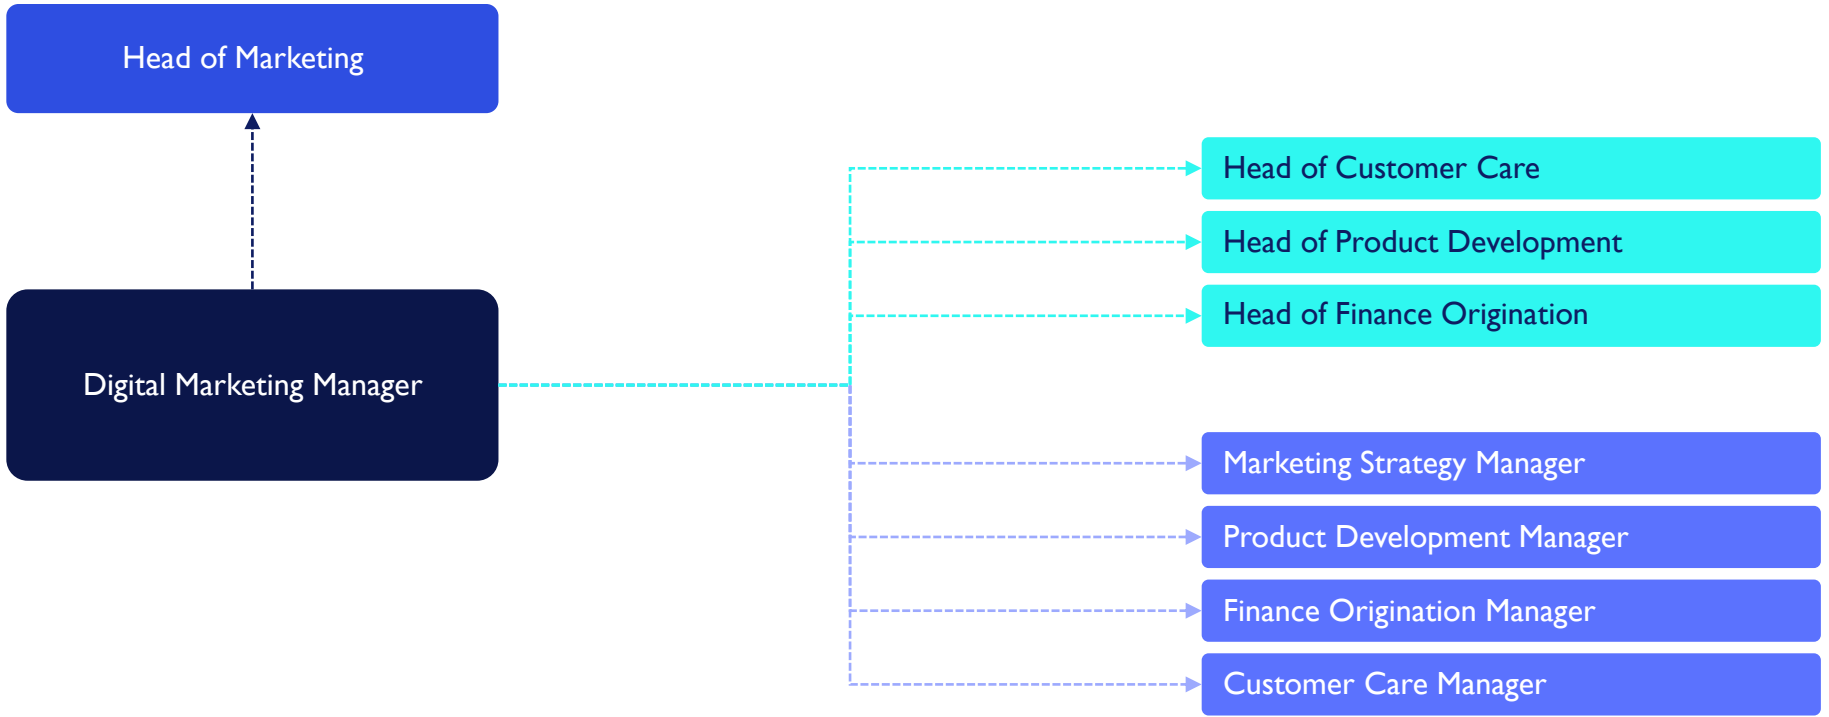 Head of Marketing
Digital Marketing Manager
Head of Customer Care
Head of Product Development
Head of Finance Origination
Marketing Strategy Manager
Product Development Manager
Finance Origination Manager
Customer Care Manager